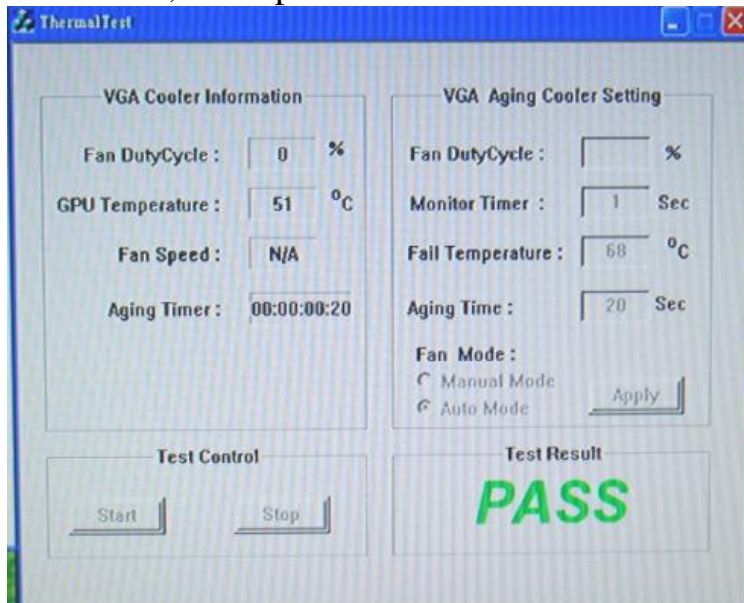 ThermalTest
VGA Cooler Information
Fan DutyCycle : 0 %
GPU Temperature : 51 °C
Fan Speed : N/A
Aging Timer : 00:00:00:20
VGA Aging Cooler Setting
Fan DutyCycle : %
Monitor Timer : 1 Sec
Fail Temperature : 68 °C
Aging Time : 20 Sec
Fan Mode :
Manual Mode
Auto Mode
Apply
Test Control
Start Stop
Test Result
PASS